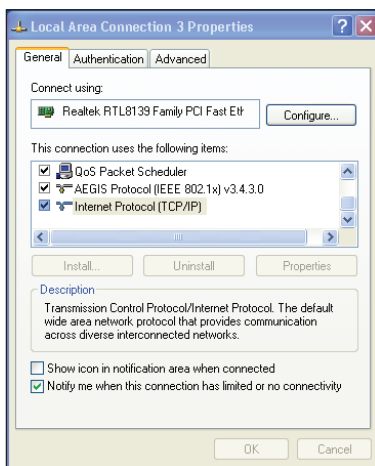 Local Area Connection 3 Properties
General
Authentication
Advanced
Connect using:
Realtek RTL8139 Family PCI Fast Eth
Configure...
This connection uses the following items:
QoS Packet Scheduler
AEGIS Protocol (IEEE 802.1x) v3.4.3.0
Internet Protocol (TCP/IP)
Install...
Uninstall
Properties
Description
Transmission Control Protocol/Internet Protocol. The default
wide area network protocol that provides communication
across diverse interconnected networks.
Show icon in notification area when connected
Notify me when this connection has limited or no connectivity
OK
Cancel